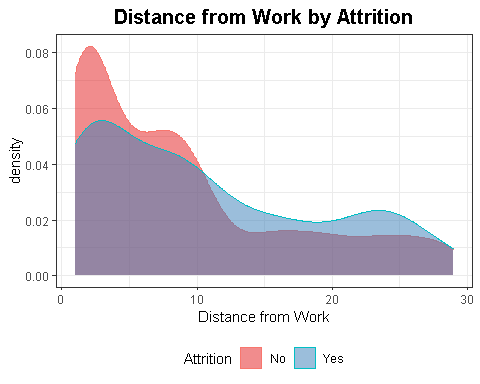 Distance from Work by Attrition
0.08
0.06
0.04
0.02
0.00
density
0 10 20 30
Distance from Work
Attrition No Yes